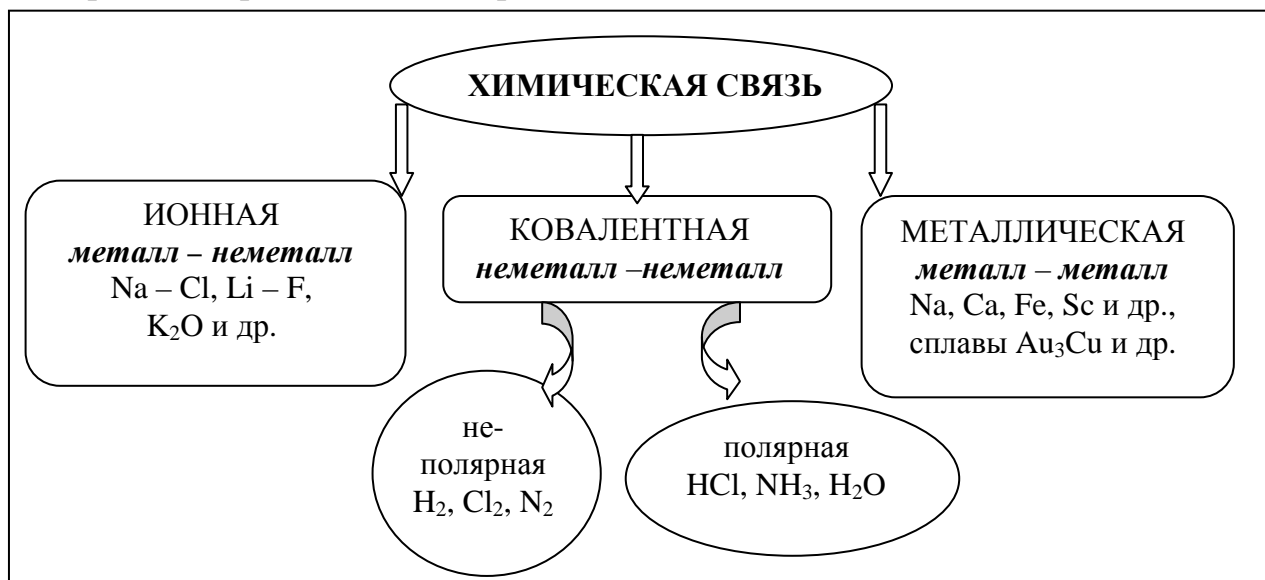 ХИМИЧЕСКАЯ СВЯЗЬ
ИОННАЯ
металл – неметалл
Na – Cl, Li – F,
K₂O и др.
КОВАЛЕНТНАЯ
неметалл –неметалл
МЕТАЛЛИЧЕСКАЯ
металл – металл
Na, Ca, Fe, Sc и др.,
сплавы Au₃Cu и др.
не-
полярная
H₂, Cl₂, N₂
полярная
HCl, NH₃, H₂O